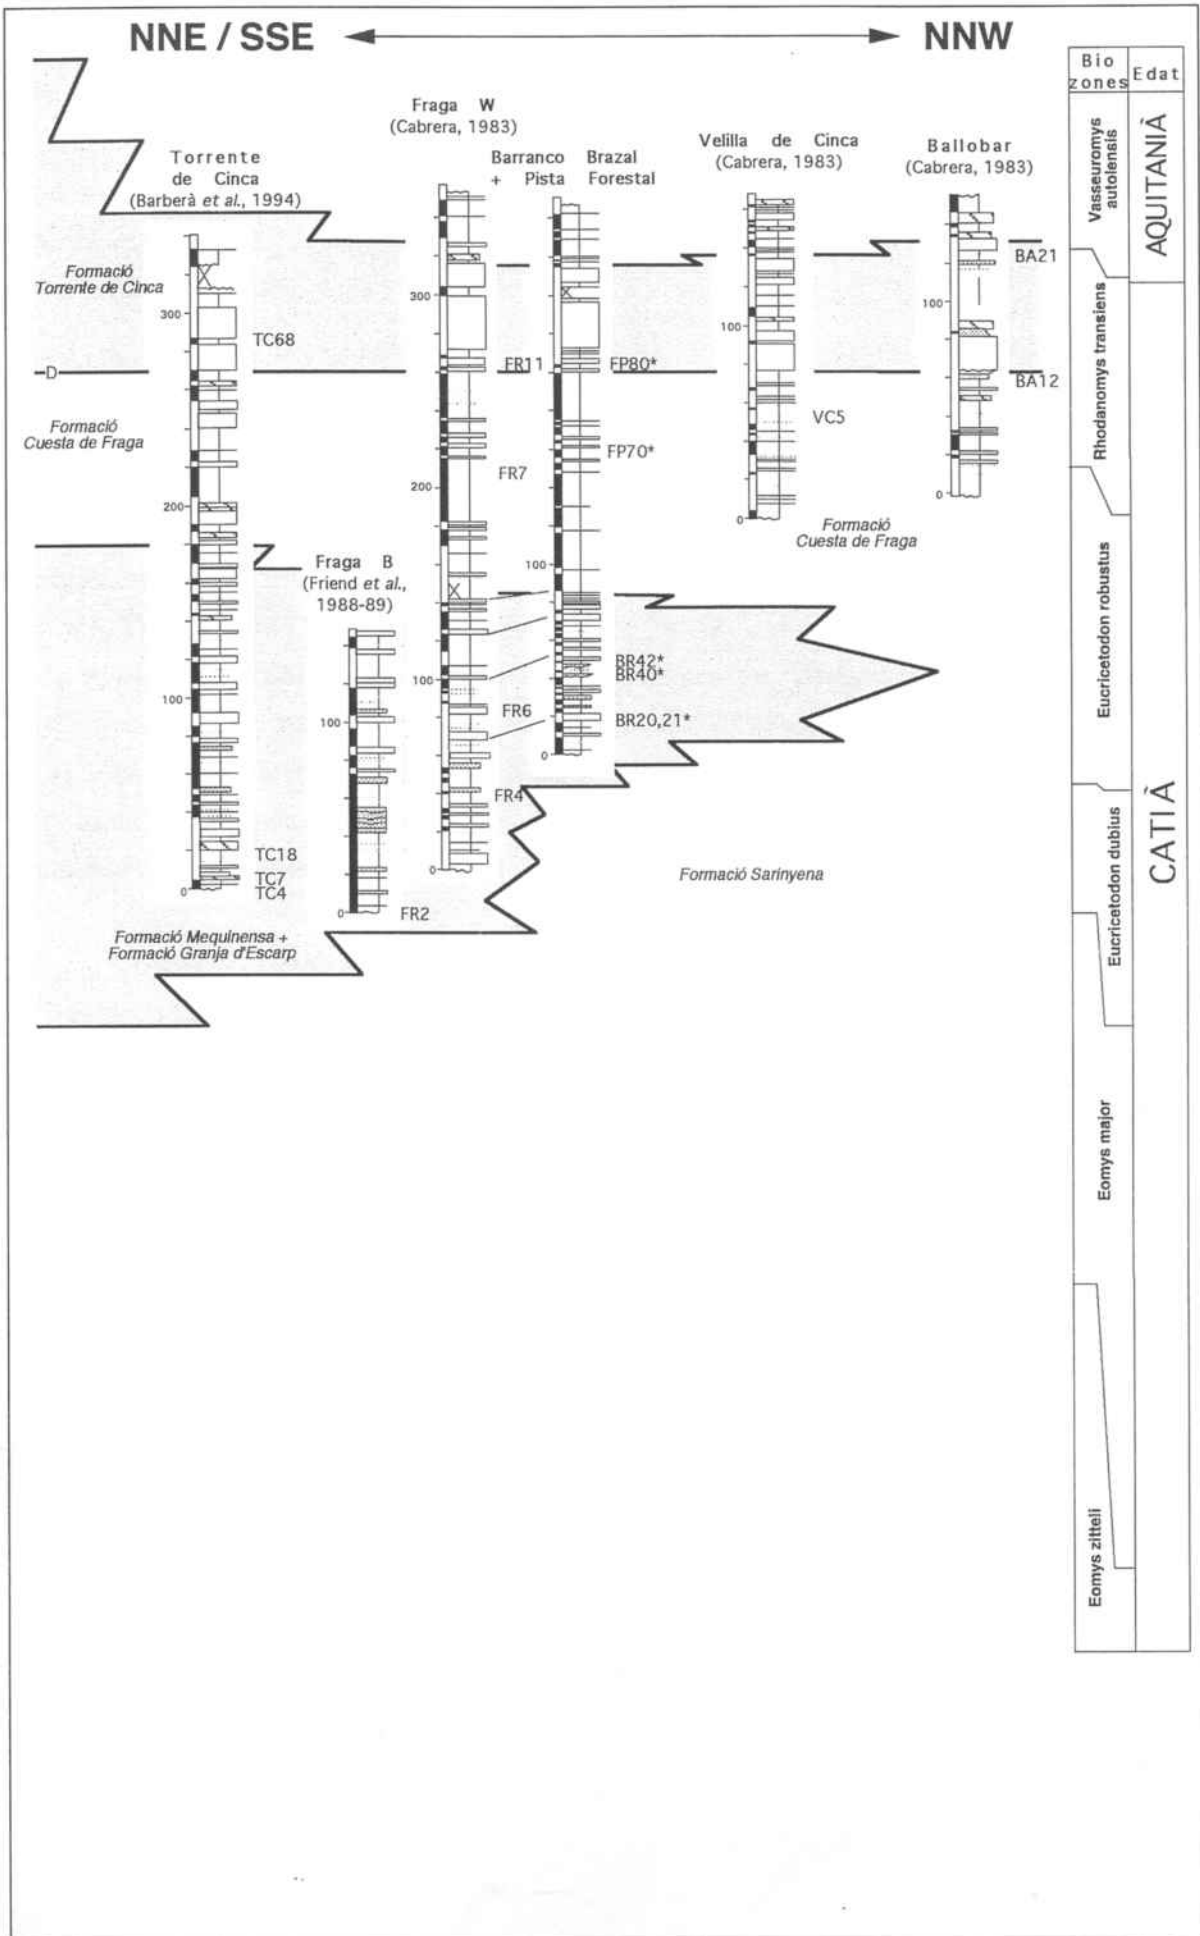 NNE / SSE
NNW
Bio
zones
Edat
Torrente
de Cinca
(Barberà et al., 1994)
Fraga W
(Cabrera, 1983)
Barranco Brazal
+ Pista Forestal
Velilla de Cinca
(Cabrera, 1983)
Ballobar
(Cabrera, 1983)
Fraga B
(Friend et al.,
1988-89)
Formació
Torrente de Cinca
D
Formació
Cuesta de Fraga
Formació Mequinensa +
Formació Granja d'Escarp
300
200
100
0
TC68
TC18
TC7
TC4
100
0
FR2
300
200
100
0
FR11
FR7
FR6
FR4
100
0
FP80*
FP70*
BR42*
BR40*
BR20,21*
100
0
VC5
Formació
Cuesta de Fraga
100
0
BA21
BA12
Formació Sarinyena
Vasseuromys
autolensis
Rhodanomys transiens
Eucricetodon robustus
Eucricetodon dubius
Eomys major
Eomys zitteli
AQUITANIÀ
CATIÀ